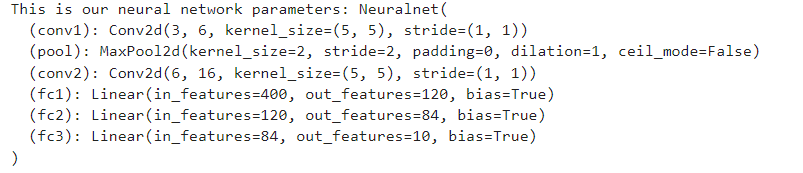 This is our neural network parameters: Neuralnet(
  (conv1): Conv2d(3, 6, kernel_size=(5, 5), stride=(1, 1))
  (pool): MaxPool2d(kernel_size=2, stride=2, padding=0, dilation=1, ceil_mode=False)
  (conv2): Conv2d(6, 16, kernel_size=(5, 5), stride=(1, 1))
  (fc1): Linear(in_features=400, out_features=120, bias=True)
  (fc2): Linear(in_features=120, out_features=84, bias=True)
  (fc3): Linear(in_features=84, out_features=10, bias=True)
)